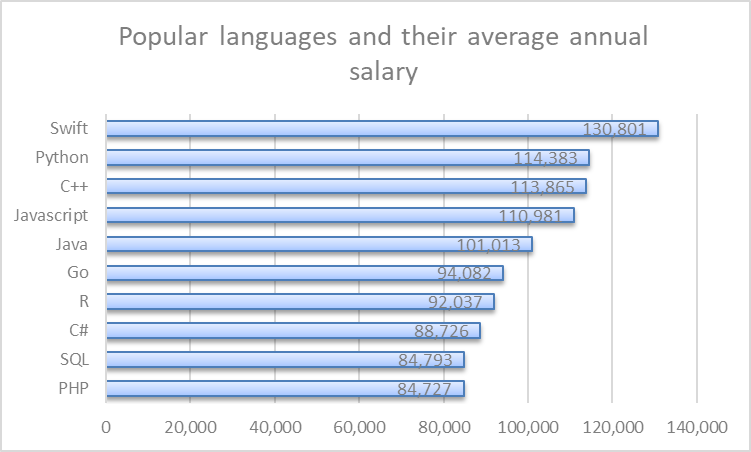 Popular languages and their average annual
salary
Swift 130,801
Python 114,383
C++ 113,865
Javascript 110,981
Java 101,013
Go 94,082
R 92,037
C# 88,726
SQL 84,793
PHP 84,727
0 20,000 40,000 60,000 80,000 100,000 120,000 140,000